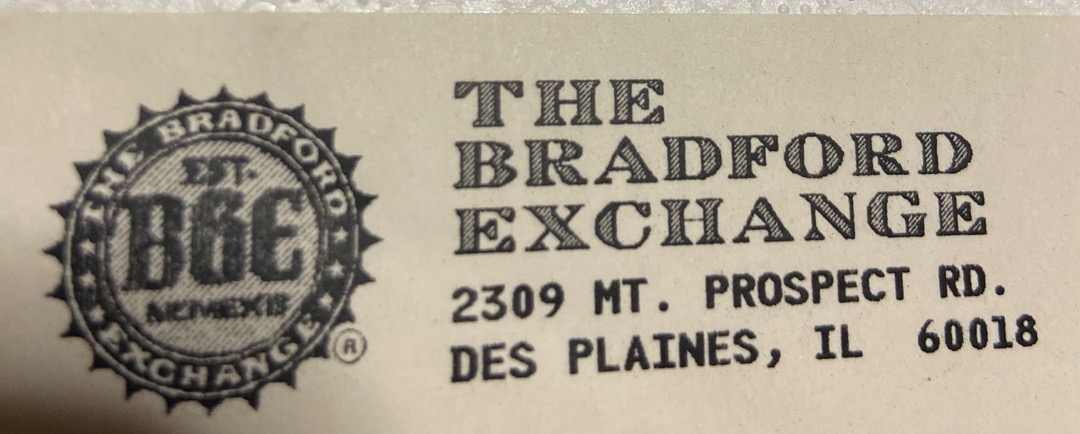 THE BRADFORD
EST.
EXCHANGE
®
THE
BRADFORD
EXCHANGE
2309 MT. PROSPECT RD.
DES PLAINES, IL 60018